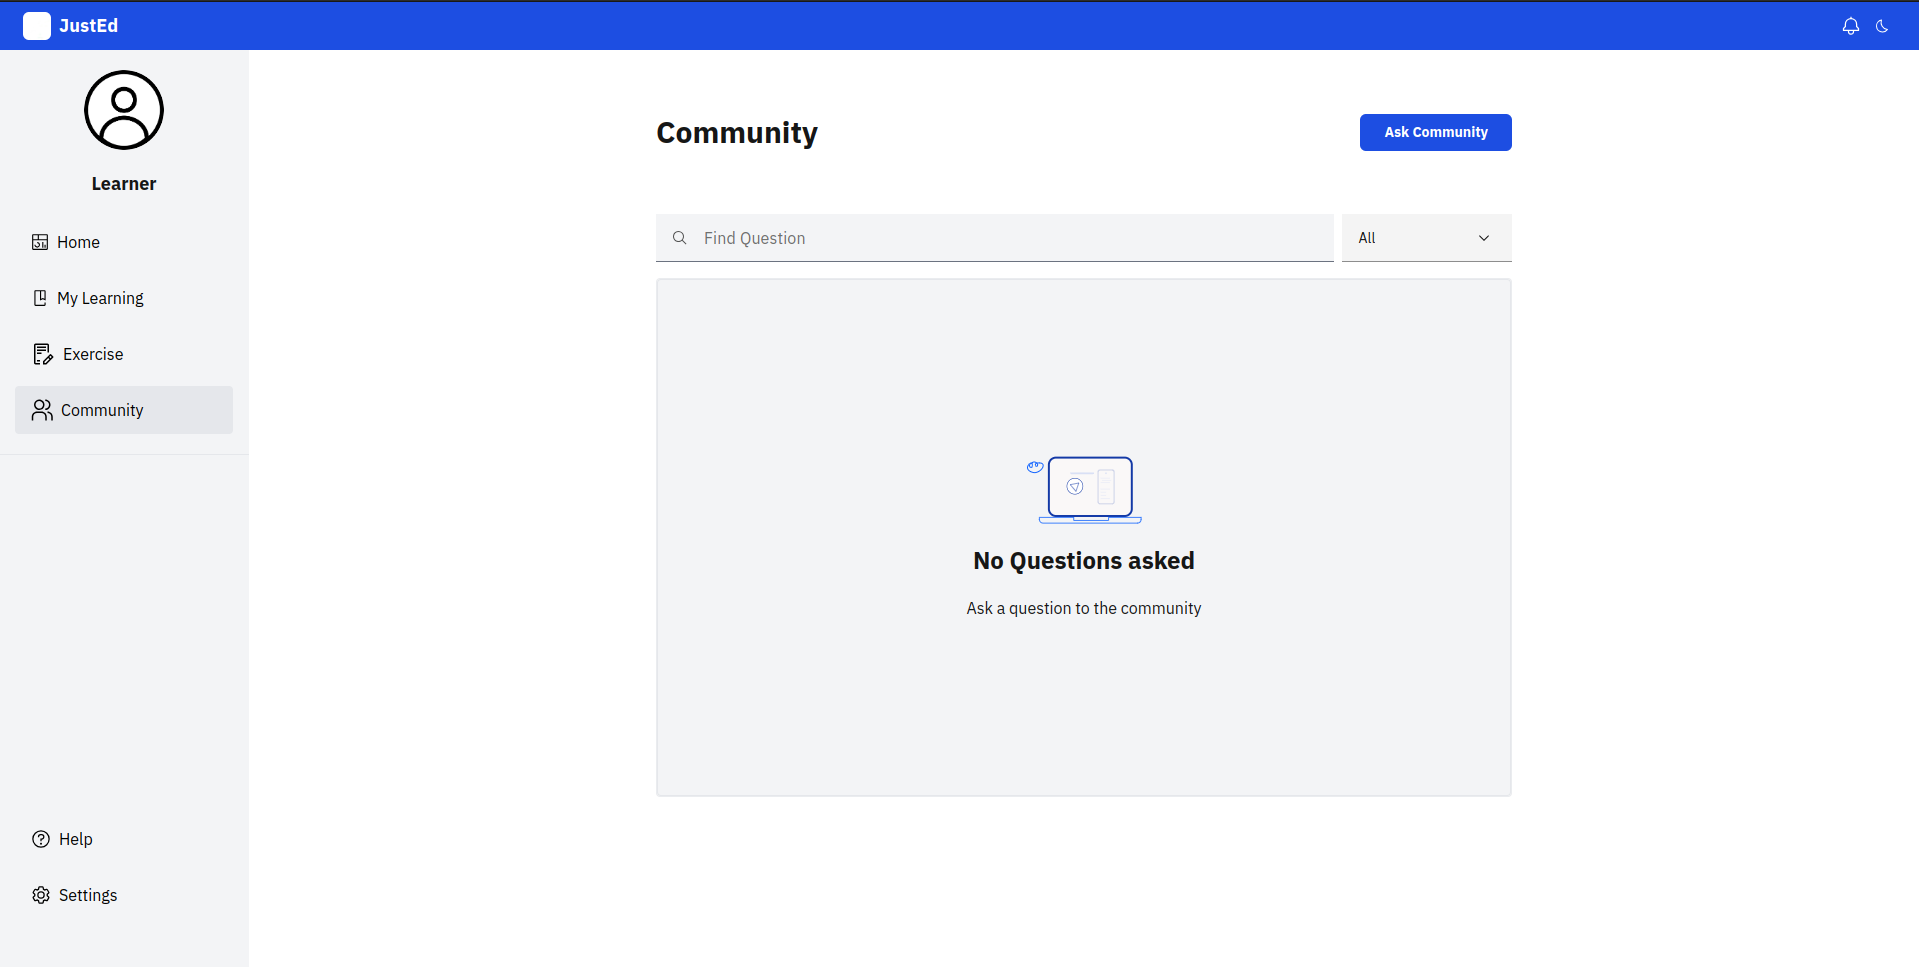 JustEd
Learner
Home
My Learning
Exercise
Community
Help
Settings
Community
Ask Community
Find Question
All
No Questions asked
Ask a question to the community